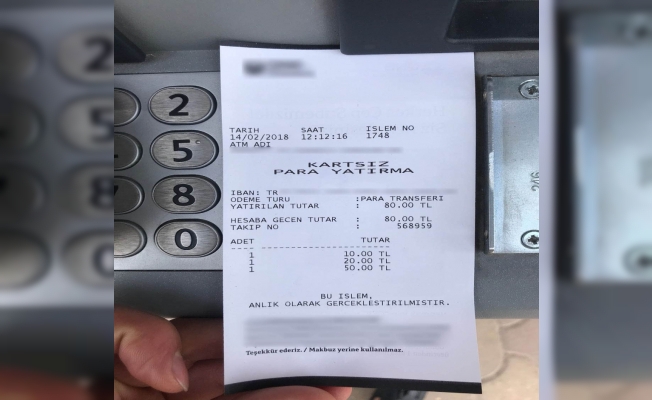 TARIH SAAT ISLEM NO
14/02/2018 12:12:16 1748
ATM ADI
KARTSIZ
PARA YATIRMA
IBAN: TR
ODEME TURU :PARA TRANSFERI
YATIRILAN TUTAR : 80.00 TL
HESABA GECEN TUTAR : 80.00 TL
TAKIP NO : 568959
ADET TUTAR
1 10.00 TL
1 20.00 TL
1 50.00 TL
BU ISLEM,
ANLIK OLARAK GERCEKLESTIRILMISTIR.
Teşekkür ederiz. / Makbuz yerine kullanılmaz.
2
5
7 8
0